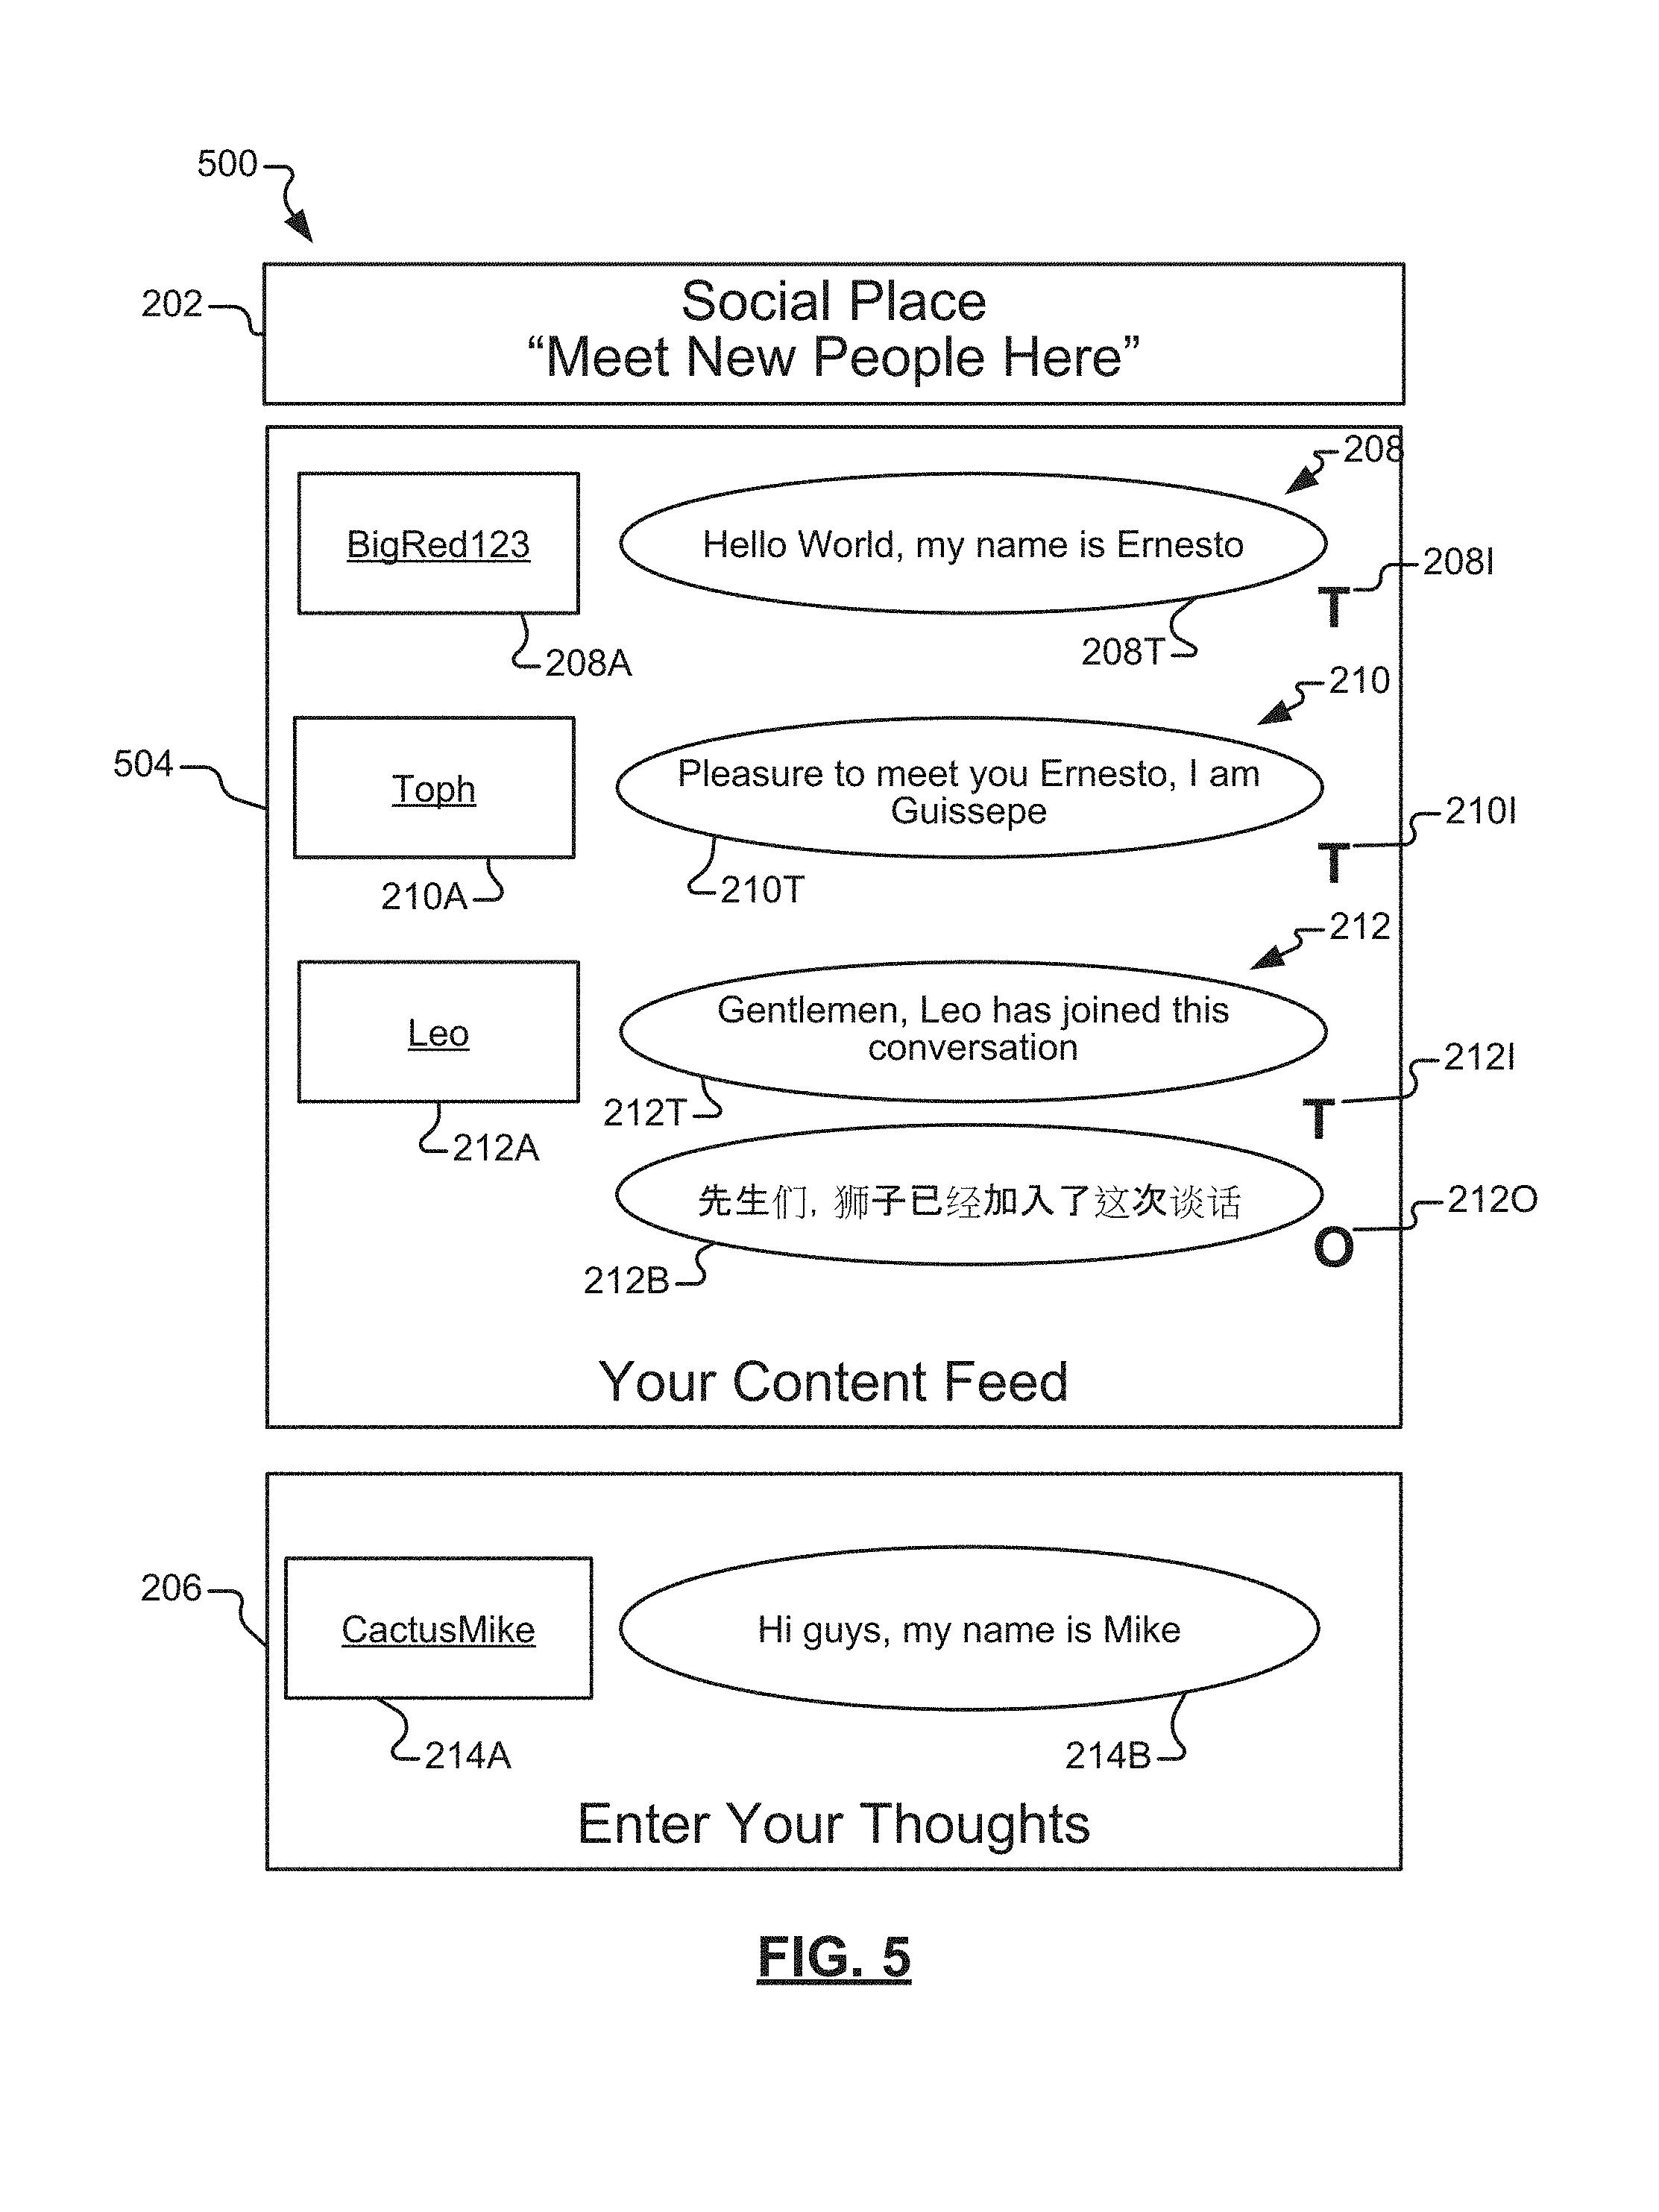 500
202
Social Place
“Meet New People Here”
208
BigRed123
Hello World, my name is Ernesto
208I
T
208A
208T
210
504
Toph
Pleasure to meet you Ernesto, I am
Guissepe
210I
T
210A
210T
212
Leo
Gentlemen, Leo has joined this
conversation
212I
T
212T
212A
先生们, 狮子已经加入了这次谈话
212O
O
212B
Your Content Feed
206
CactusMike
Hi guys, my name is Mike
214A
214B
Enter Your Thoughts
FIG. 5